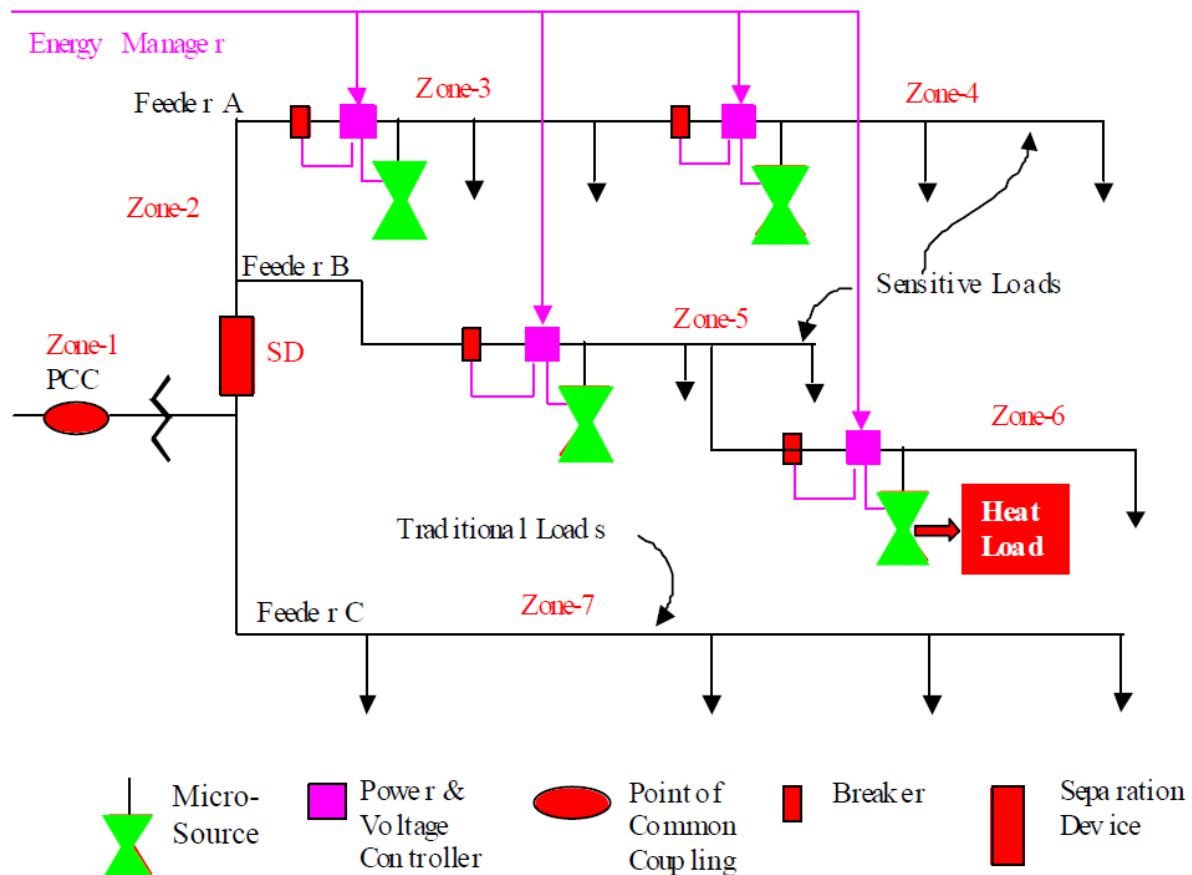 Energy Manager
Feeder A
Zone-3
Zone-4
Zone-2
Feeder B
Sensitive Loads
Zone-1
PCC
SD
Zone-5
Zone-6
Heat
Load
Traditional Loads
Feeder C
Zone-7
Micro-
Source
Power &
Voltage
Controller
Point of
Common
Coupling
Breaker
Separation
Device